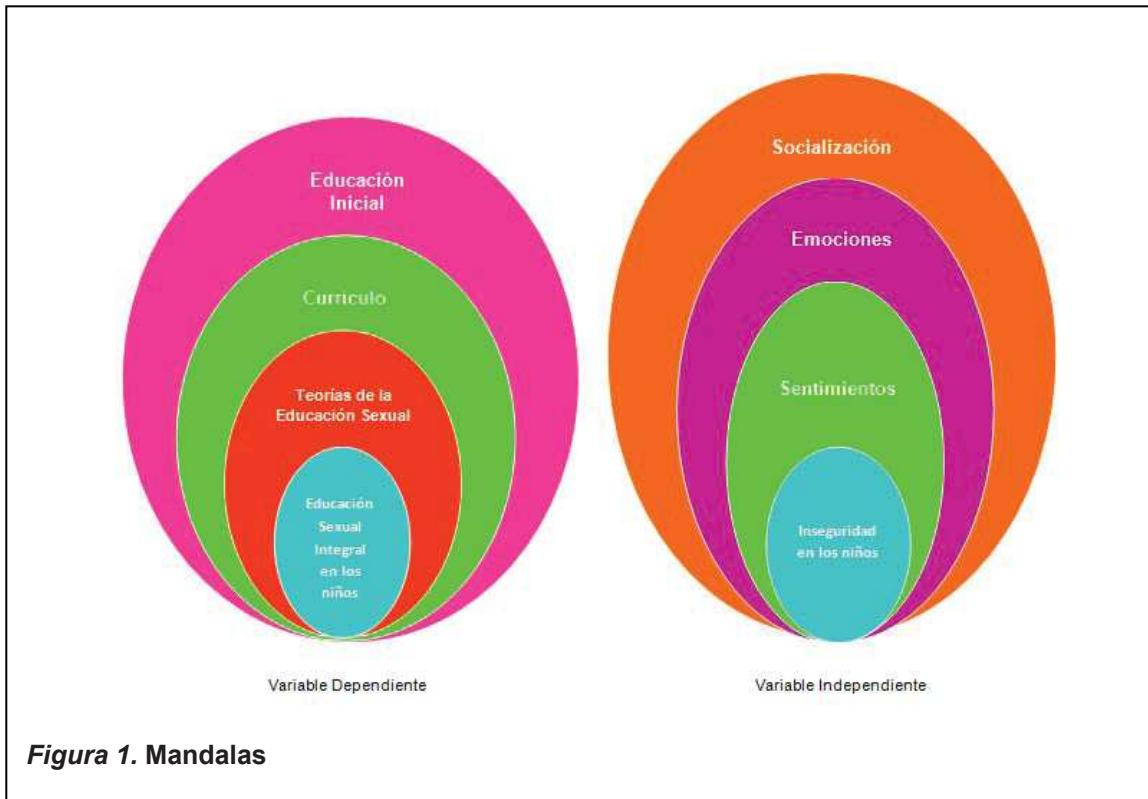 Educación
Inicial
Curriculo
Teorías de la
Educación Sexual
Educación
Sexual
Integral
en los
niños
Variable Dependiente
Socialización
Emociones
Sentimientos
Inseguridad
en los niños
Variable Independiente
Figura 1. Mandalas